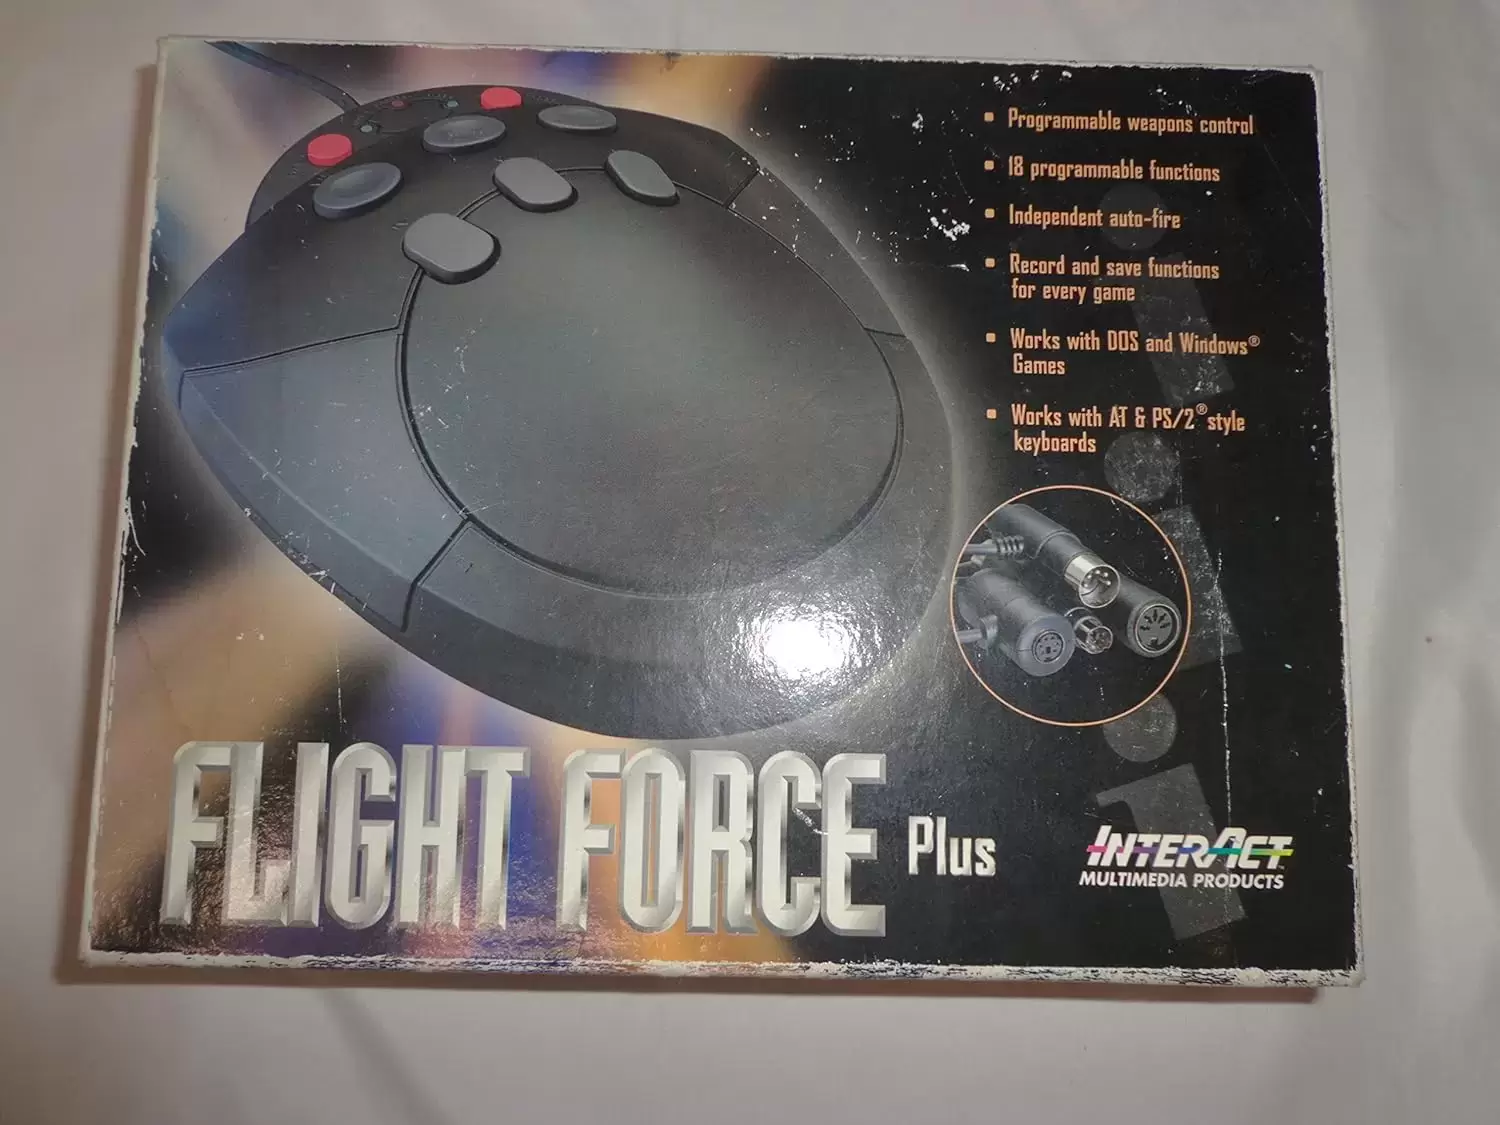 ▪ Programmable weapons control
▪ 18 programmable functions
▪ Independent auto-fire
▪ Record and save functions
for every game
▪ Works with DOS and Windows®
Games
▪ Works with AT & PS/2® style
keyboards
FLIGHT FORCE Plus
INTERACT
MULTIMEDIA PRODUCTS